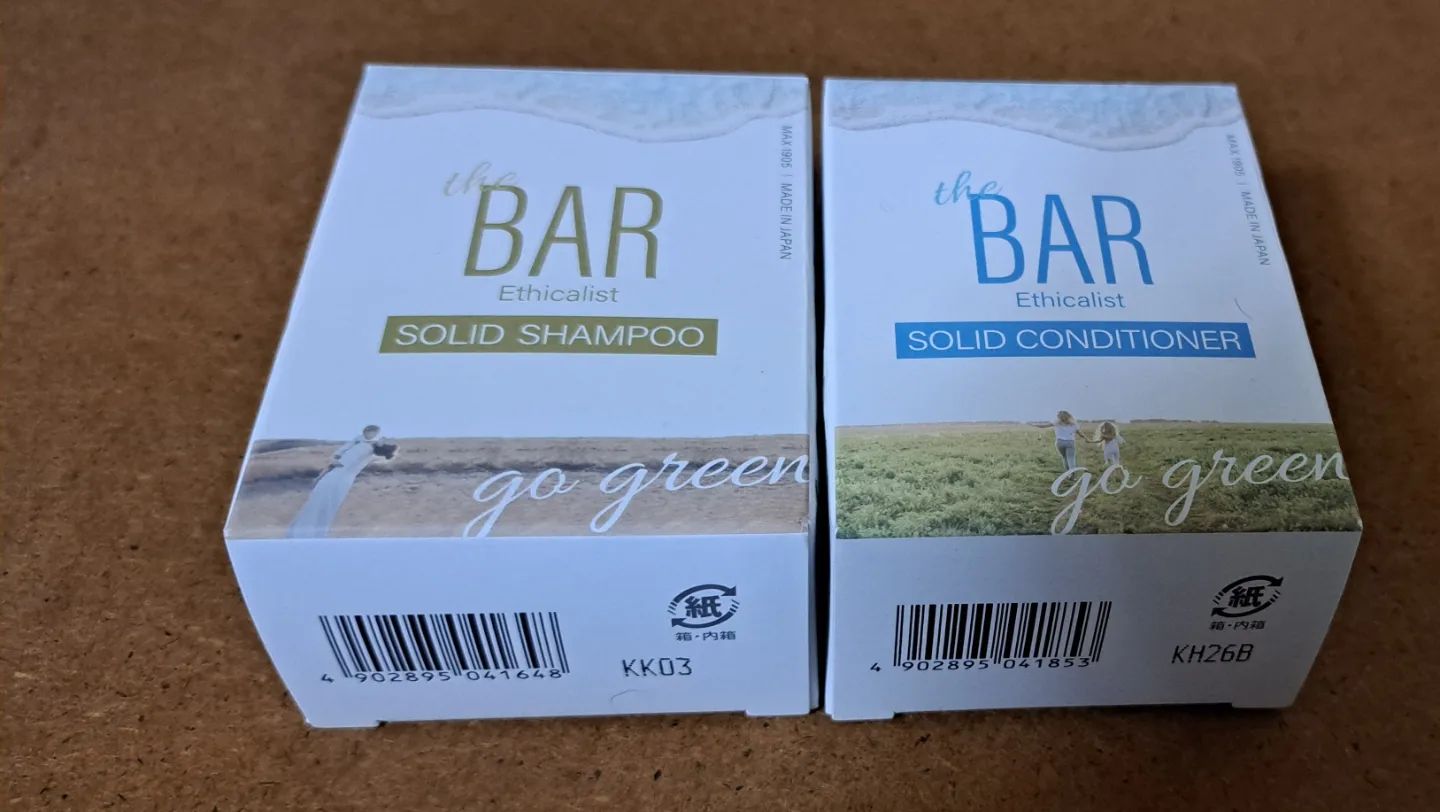 the
BAR
Ethicalist
SOLID SHAMPOO
MAX 1905 | MADE IN JAPAN
go green
4 902895 041648
紙
箱・内箱
KK03
the
BAR
Ethicalist
SOLID CONDITIONER
MAX 1905 | MADE IN JAPAN
go green
4 902895 041853
紙
箱・内箱
KH26B